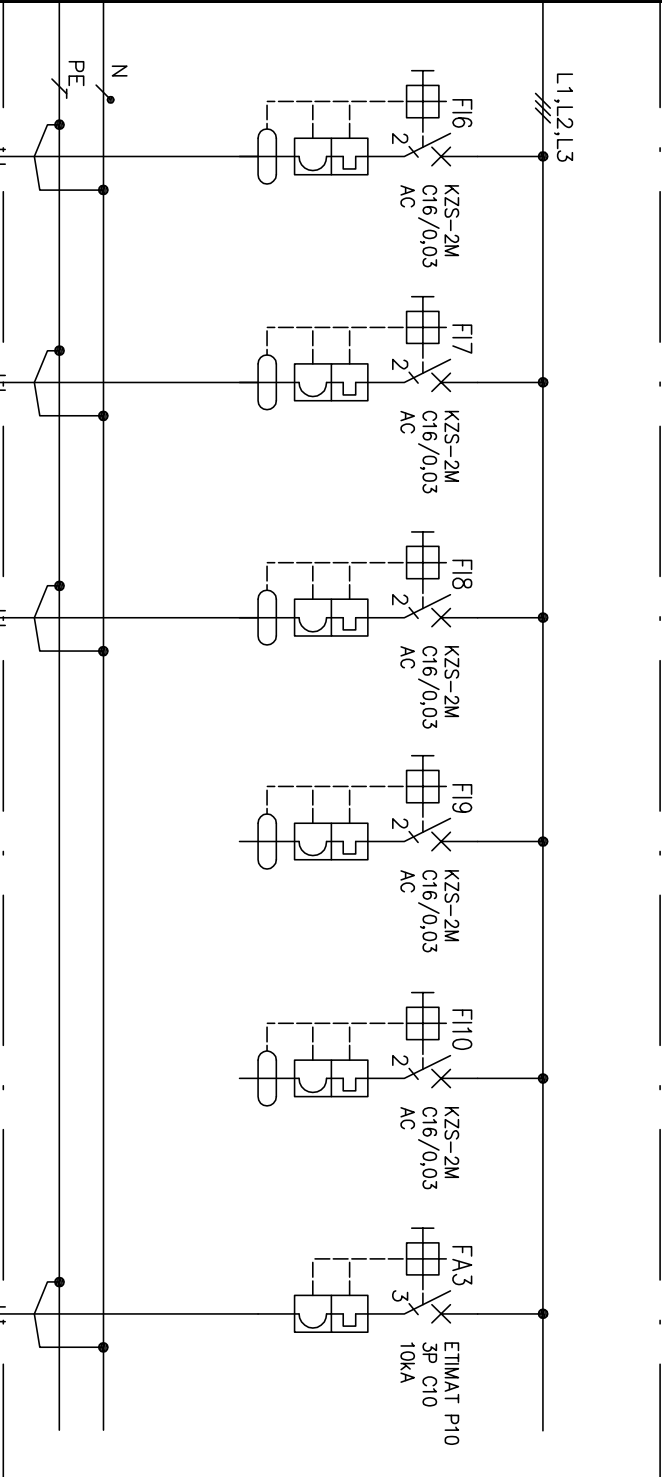 L1,L2,L3
N
PE
FI6
2
KZS-2M
C16/0,03
AC
FI7
2
KZS-2M
C16/0,03
AC
FI8
2
KZS-2M
C16/0,03
AC
FI9
2
KZS-2M
C16/0,03
AC
FI10
2
KZS-2M
C16/0,03
AC
FA3
3
ETIMAT P10
3P C10
10kA